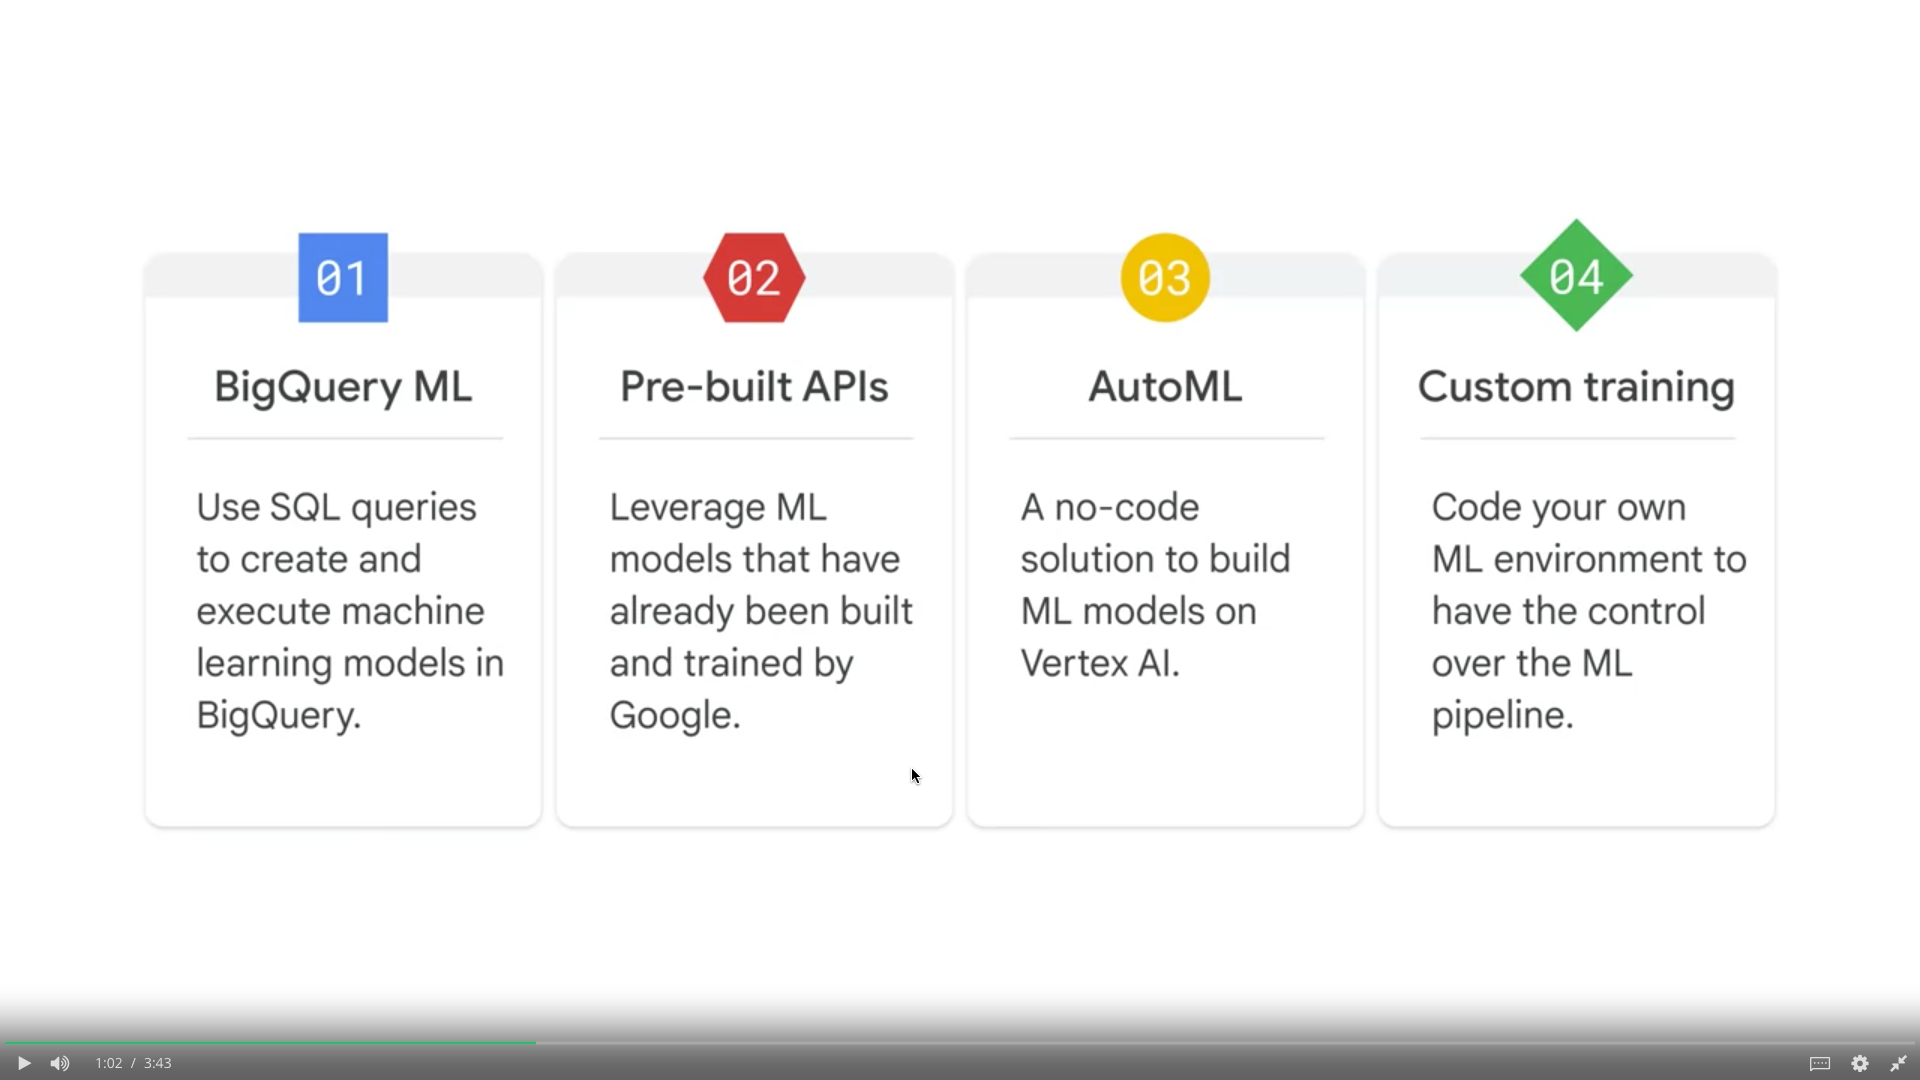 01
BigQuery ML
Use SQL queries
to create and
execute machine
learning models in
BigQuery.
02
Pre-built APIs
Leverage ML
models that have
already been built
and trained by
Google.
03
AutoML
A no-code
solution to build
ML models on
Vertex AI.
04
Custom training
Code your own
ML environment to
have the control
over the ML
pipeline.
1:02 / 3:43